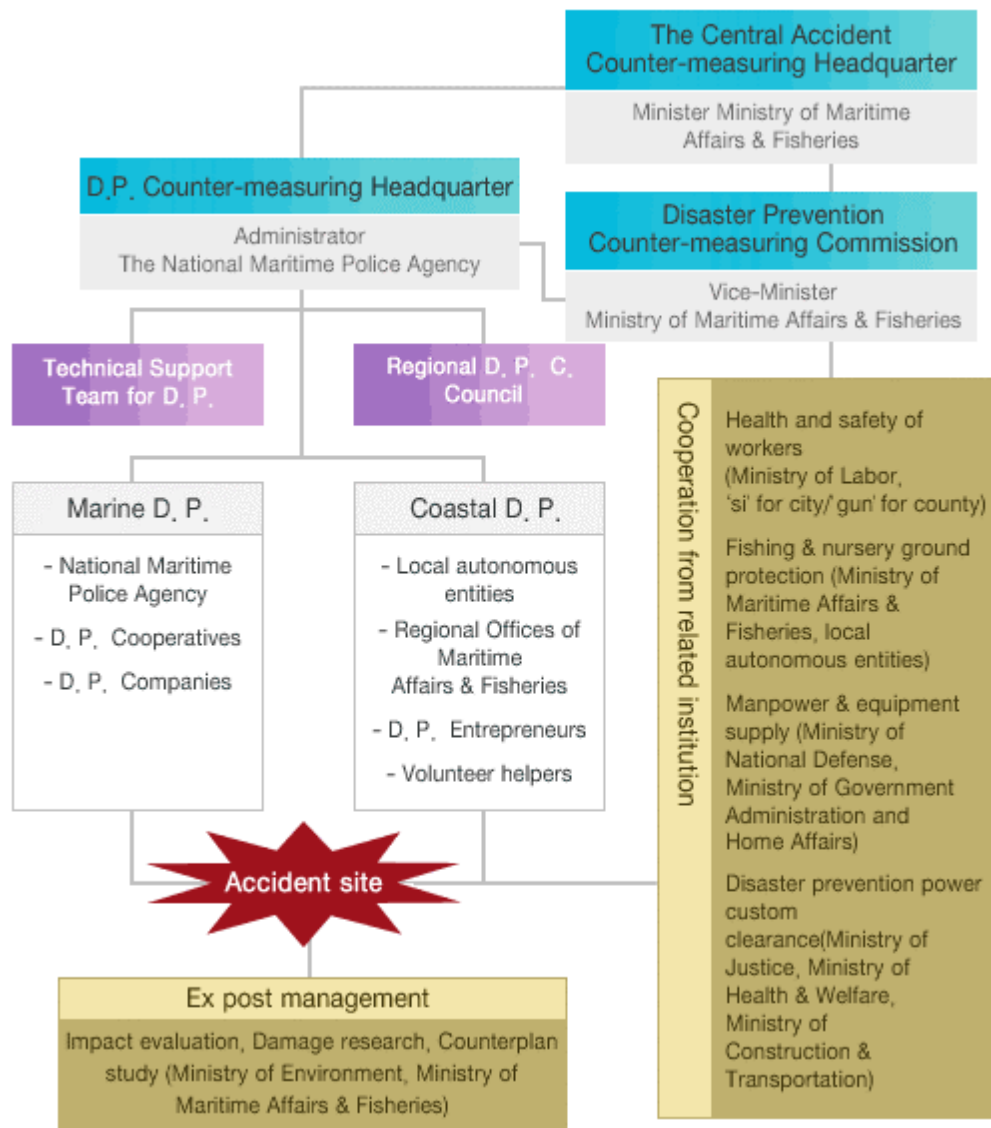 The Central Accident
Counter-measuring Headquarter
Minister Ministry of Maritime
Affairs & Fisheries
D.P. Counter-measuring Headquarter
Administrator
The National Maritime Police Agency
Disaster Prevention
Counter-measuring Commission
Vice-Minister
Ministry of Maritime Affairs & Fisheries
Technical Support
Team for D. P.
Regional D. P. C.
Council
Marine D. P.
- National Maritime
Police Agency
- D. P. Cooperatives
- D. P. Companies
Coastal D. P.
- Local autonomous
entities
- Regional Offices of
Maritime
Affairs & Fisheries
- D. P. Entrepreneurs
- Volunteer helpers
Cooperation from related institution
Health and safety of
workers
(Ministry of Labor,
'si' for city/' gun' for county)
Fishing & nursery ground
protection (Ministry of
Maritime Affairs &
Fisheries, local
autonomous entities)
Manpower & equipment
supply (Ministry of
National Defense,
Ministry of Government
Administration and
Home Affairs)
Disaster prevention power
custom
clearance(Ministry of
Justice, Ministry of
Health & Welfare,
Ministry of
Construction &
Transportation)
Accident site
Ex post management
Impact evaluation, Damage research, Counterplan
study (Ministry of Environment, Ministry of
Maritime Affairs & Fisheries)